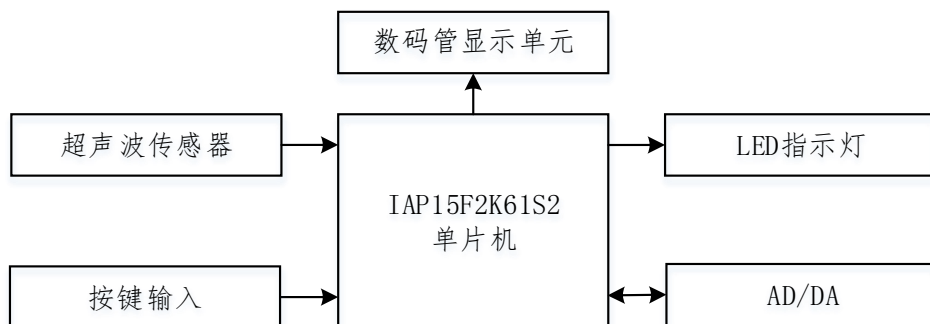 数码管显示单元
超声波传感器
LED指示灯
IAP15F2K61S2
单片机
按键输入
AD/DA